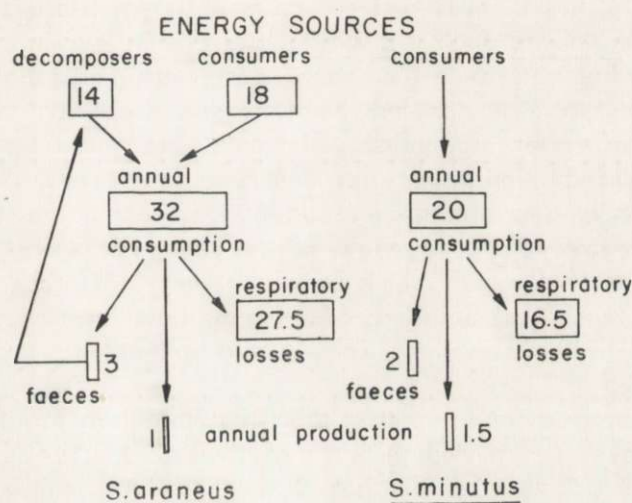 ENERGY SOURCES
decomposers consumers consumers
14 18
annual annual
32 20
consumption consumption
respiratory respiratory
27.5 16.5
losses losses
3 2
faeces faeces
1 annual production 1.5
S.araneus S.minutus